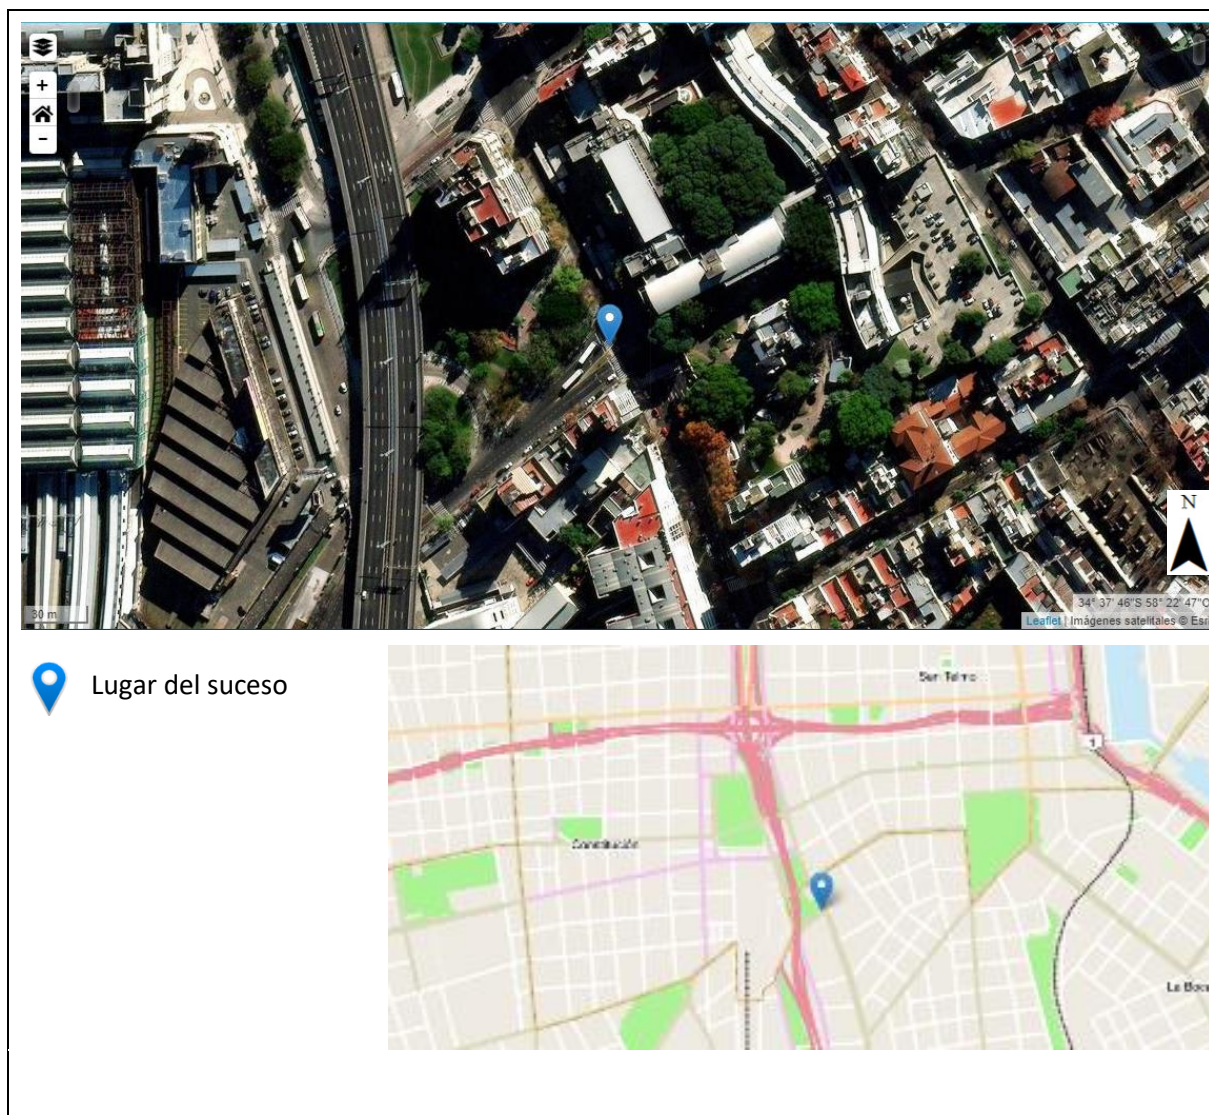 +
-
N
30 m
34° 37' 46"S 58° 22' 47"O
Leaflet | Imágenes satelitales © Esri
Lugar del suceso
San Telmo
1
Constitución
La Boca